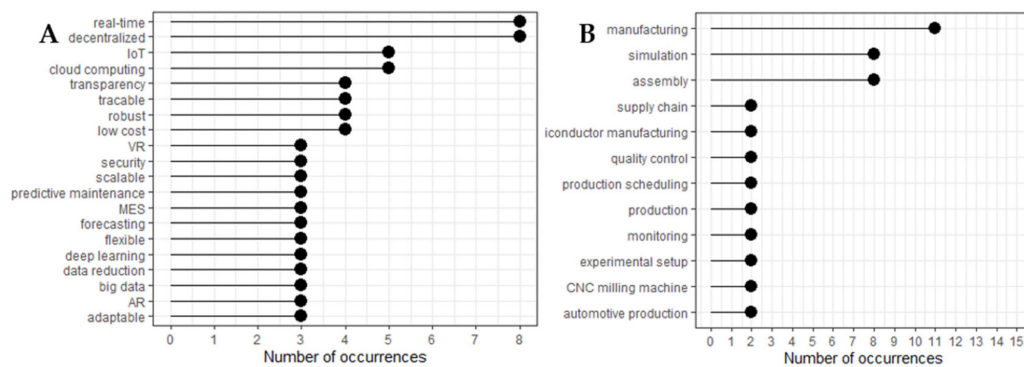 A
real-time
decentralized
IoT
cloud computing
transparency
tracable
robust
low cost
VR
security
scalable
predictive maintenance
MES
forecasting
flexible
deep learning
data reduction
big data
AR
adaptable
0 1 2 3 4 5 6 7 8
Number of occurrences
B
manufacturing
simulation
assembly
supply chain
iconductor manufacturing
quality control
production scheduling
production
monitoring
experimental setup
CNC milling machine
automotive production
0 1 2 3 4 5 6 7 8 9 10 11 12 13 14 15
Number of occurrences